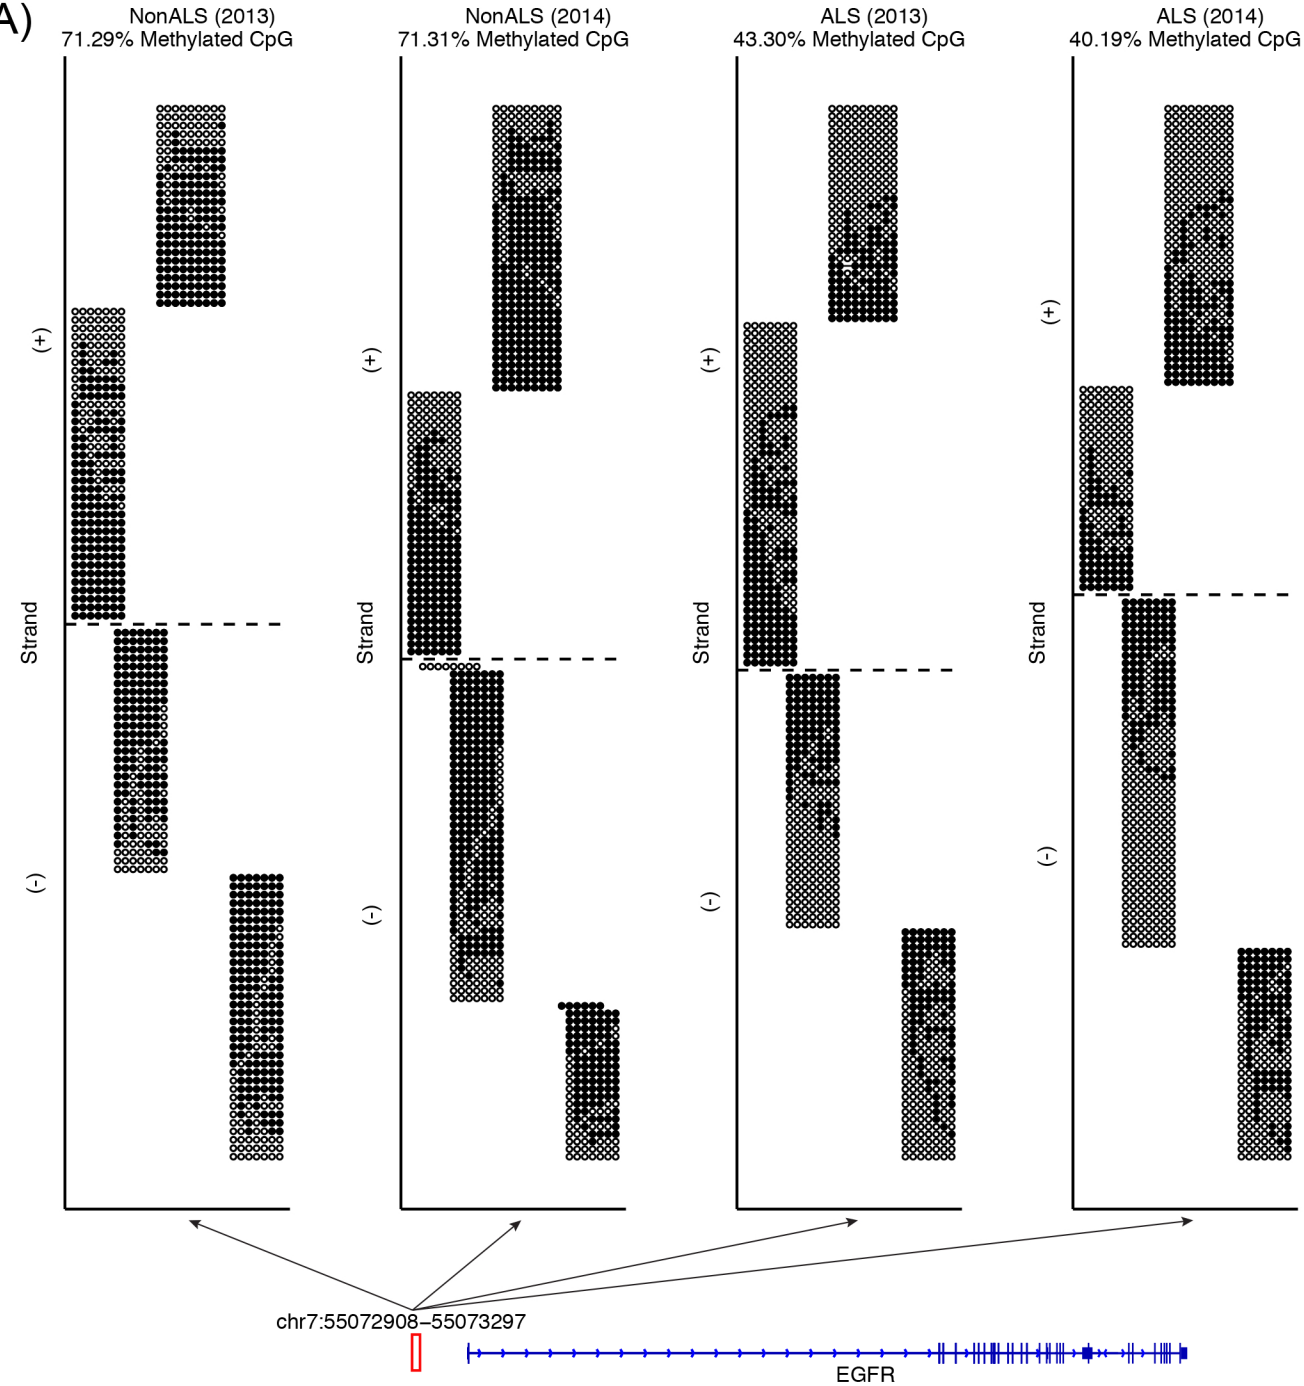 A)
NonALS (2013)
71.29% Methylated CpG
NonALS (2014)
71.31% Methylated CpG
ALS (2013)
43.30% Methylated CpG
ALS (2014)
40.19% Methylated CpG
(+)
(+)
(+)
(+)
Strand
Strand
Strand
Strand
(-)
(-)
(-)
(-)
chr7:55072908–55073297
EGFR